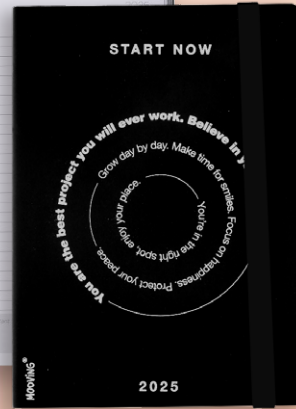 START NOW
You are the best project you will ever work. Believe in
Grow day by day. Make time for smiles. Focus on happiness. Protect your peace.
You're in the right spot, enjoy your place.
MOOVING®
2025